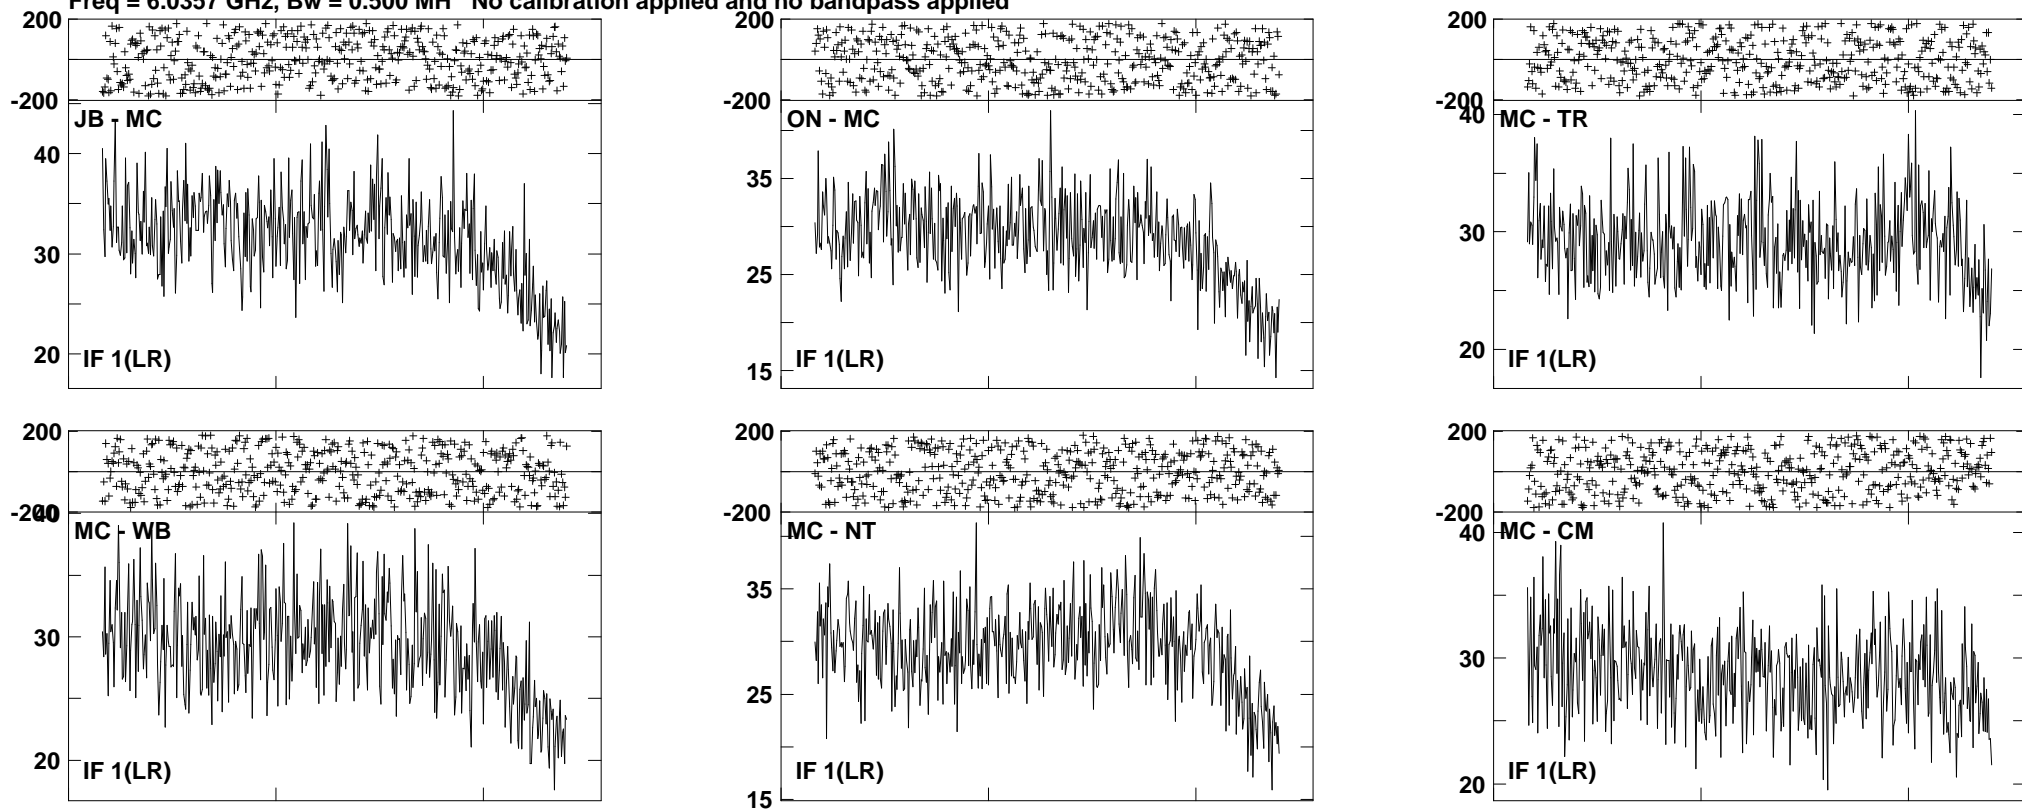 Freq = 6.0357 GHz, Bw = 0.500 MH No calibration applied and no bandpass applied
200
-200
JB - MC
40
30
20
IF 1(LR)
-200
ON - MC
35
25
15
IF 1(LR)
200
-200
40
MC - TR
30
20
IF 1(LR)
200
-200
40
MC - WB
30
20
IF 1(LR)
200
-200
MC - NT
35
25
15
IF 1(LR)
200
-200
40
MC - CM
30
20
IF 1(LR)